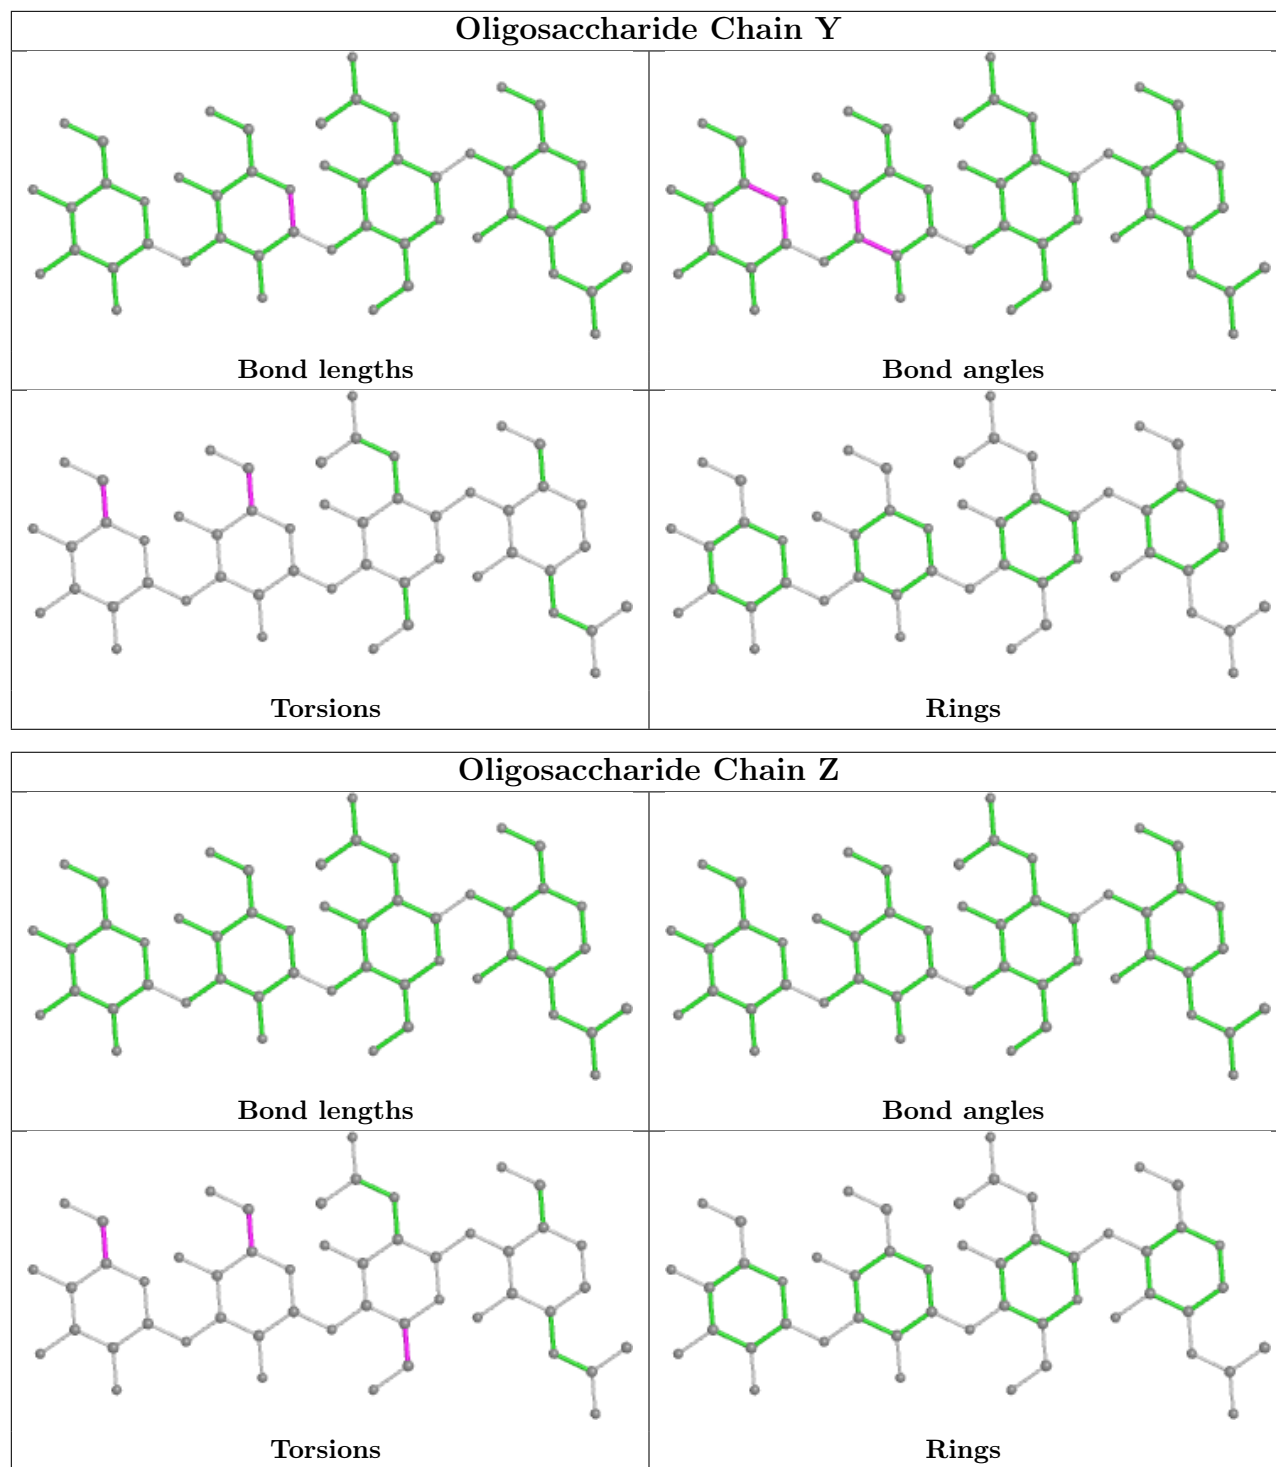 Oligosaccharide Chain Y
Bond lengths
Bond angles
Torsions
Rings
Oligosaccharide Chain Z
Bond lengths
Bond angles
Torsions
Rings